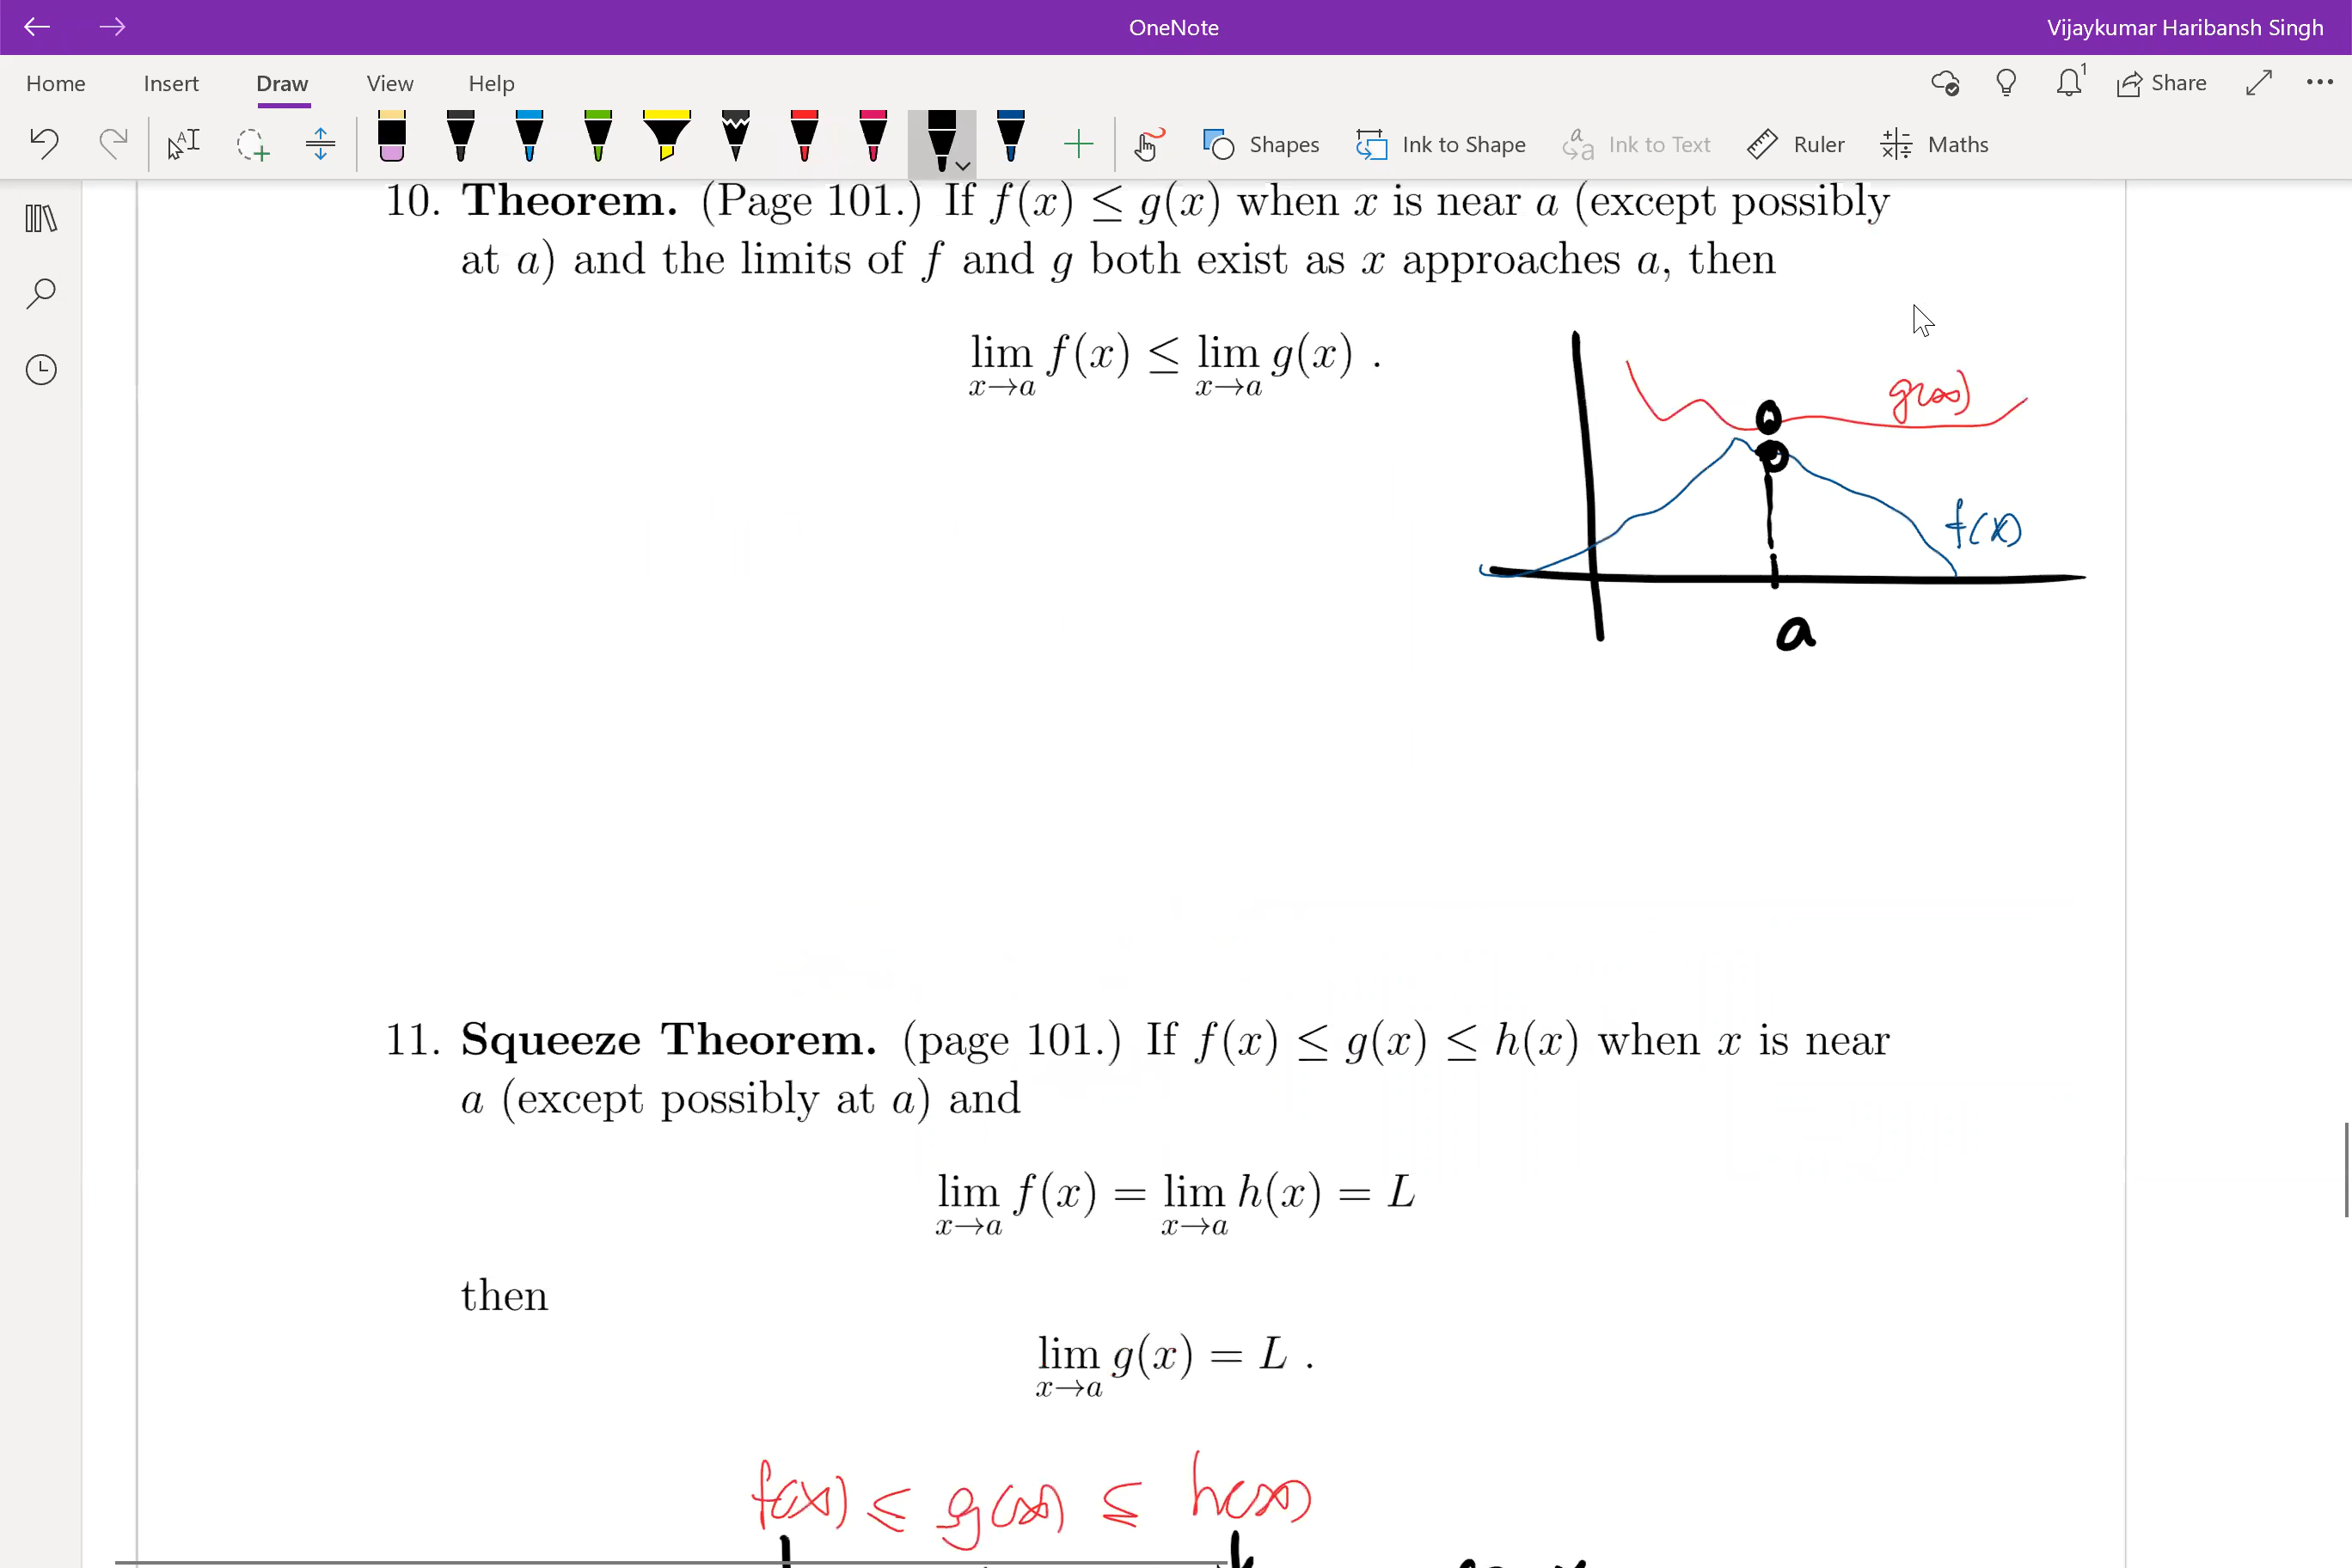 OneNote
Vijaykumar Haribansh Singh
Home Insert Draw View Help
1
Share
Shapes
Ink to Shape
Ink to Text
Ruler
Maths
10. Theorem. (Page 101.) If f(x) ≤ g(x) when x is near a (except possibly
at a) and the limits of f and g both exist as x approaches a, then
lim x→a f(x) ≤ lim x→a g(x) .
g(x)
f(x)
a
11. Squeeze Theorem. (page 101.) If f(x) ≤ g(x) ≤ h(x) when x is near
a (except possibly at a) and
lim x→a f(x) = lim x→a h(x) = L
then
lim x→a g(x) = L .
f(x) ≤ g(x) ≤ h(x)